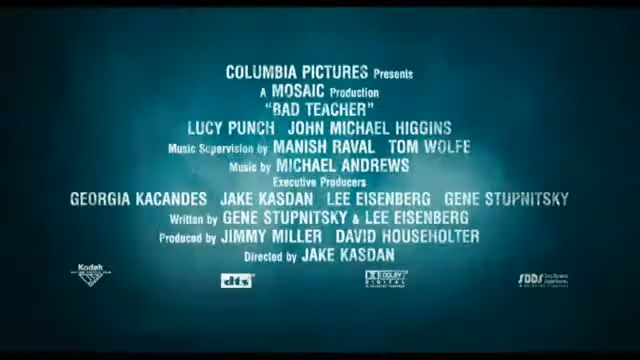 COLUMBIA PICTURES Presents
A MOSAIC Production
"BAD TEACHER"
LUCY PUNCH JOHN MICHAEL HIGGINS
Music Supervision by MANISH RAVAL TOM WOLFE
Music by MICHAEL ANDREWS
Executive Producers
GEORGIA KACANDES JAKE KASDAN LEE EISENBERG GENE STUPNITSKY
Written by GENE STUPNITSKY & LEE EISENBERG
Produced by JIMMY MILLER DAVID HOUSEHOLTER
Directed by JAKE KASDAN
Kodak
dts
DOLBY
DIGITAL
SDDS